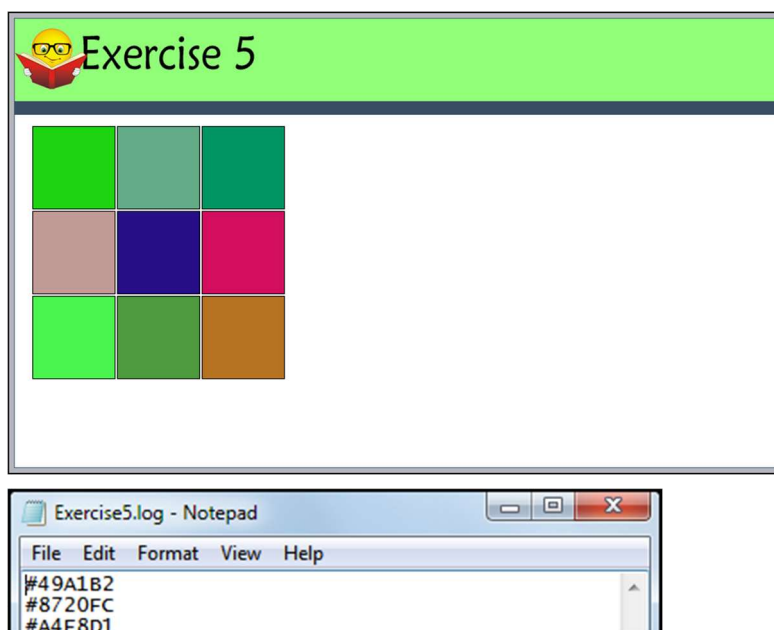 Exercise 5
Exercise5.log - Notepad
File Edit Format View Help
#49A1B2
#8720FC